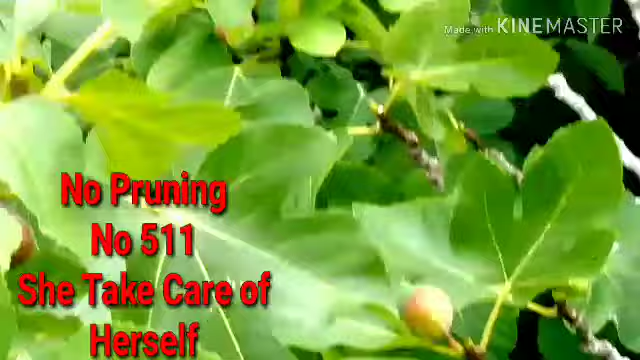 Made with KINEMASTER
No Pruning
No 511
She Take Care of
Herself